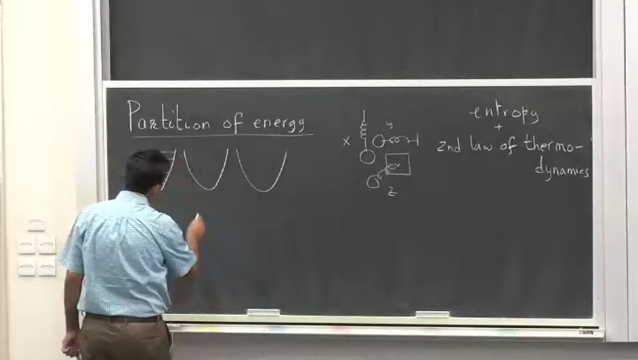 Partition of energy
x
y
z
entropy
+
2nd law of thermo-
dynamics